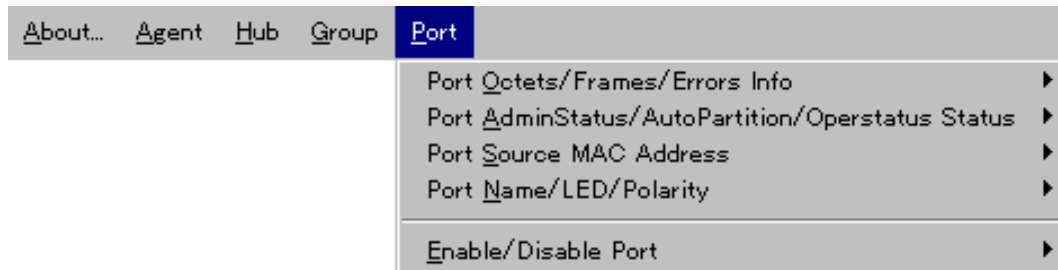 About... Agent Hub Group Port
Port Octets/Frames/Errors Info
Port AdminStatus/AutoPartition/Operstatus Status
Port Source MAC Address
Port Name/LED/Polarity
Enable/Disable Port